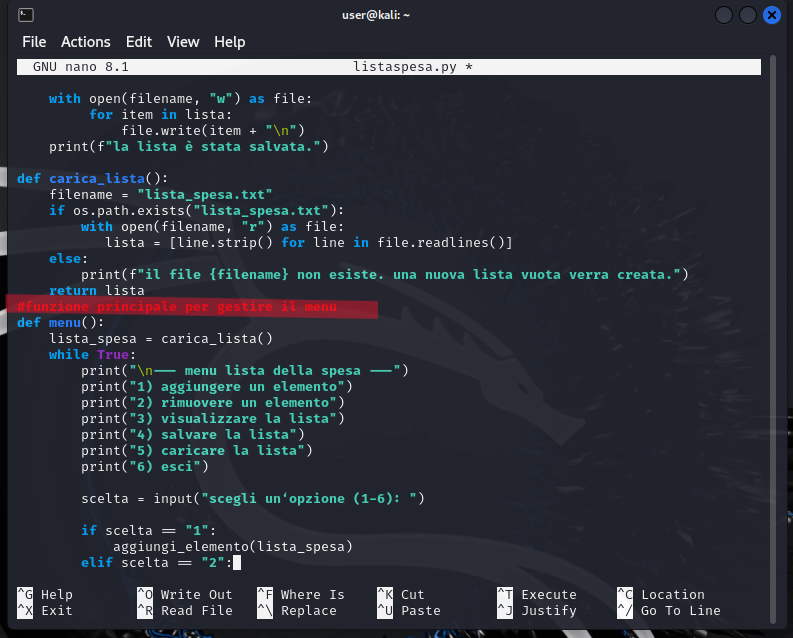 user@kali: ~
File Actions Edit View Help
GNU nano 8.1 listaspesa.py *
    with open(filename, "w") as file:
         for item in lista:
             file.write(item + "\n")
    print(f"la lista è stata salvata.")

def carica_lista():
    filename = "lista_spesa.txt"
    if os.path.exists("lista_spesa.txt"):
        with open(filename, "r") as file:
           lista = [line.strip() for line in file.readlines()]
    else:
        print(f"il file {filename} non esiste. una nuova lista vuota verra creata.")
    return lista
#funzione principale per gestire il menu
def menu():
    lista_spesa = carica_lista()
    while True:
        print("\n--- menu lista della spesa ---")
        print("1) aggiungere un elemento")
        print("2) rimuovere un elemento")
        print("3) visualizzare la lista")
        print("4) salvare la lista")
        print("5) caricare la lista")
        print("6) esci")

        scelta = input("scegli un‘opzione (1-6): ")

        if scelta == "1":
            aggiungi_elemento(lista_spesa)
        elif scelta == "2":
^G Help ^O Write Out ^F Where Is ^K Cut ^T Execute ^C Location
^X Exit ^R Read File ^\ Replace ^U Paste ^J Justify ^/ Go To Line